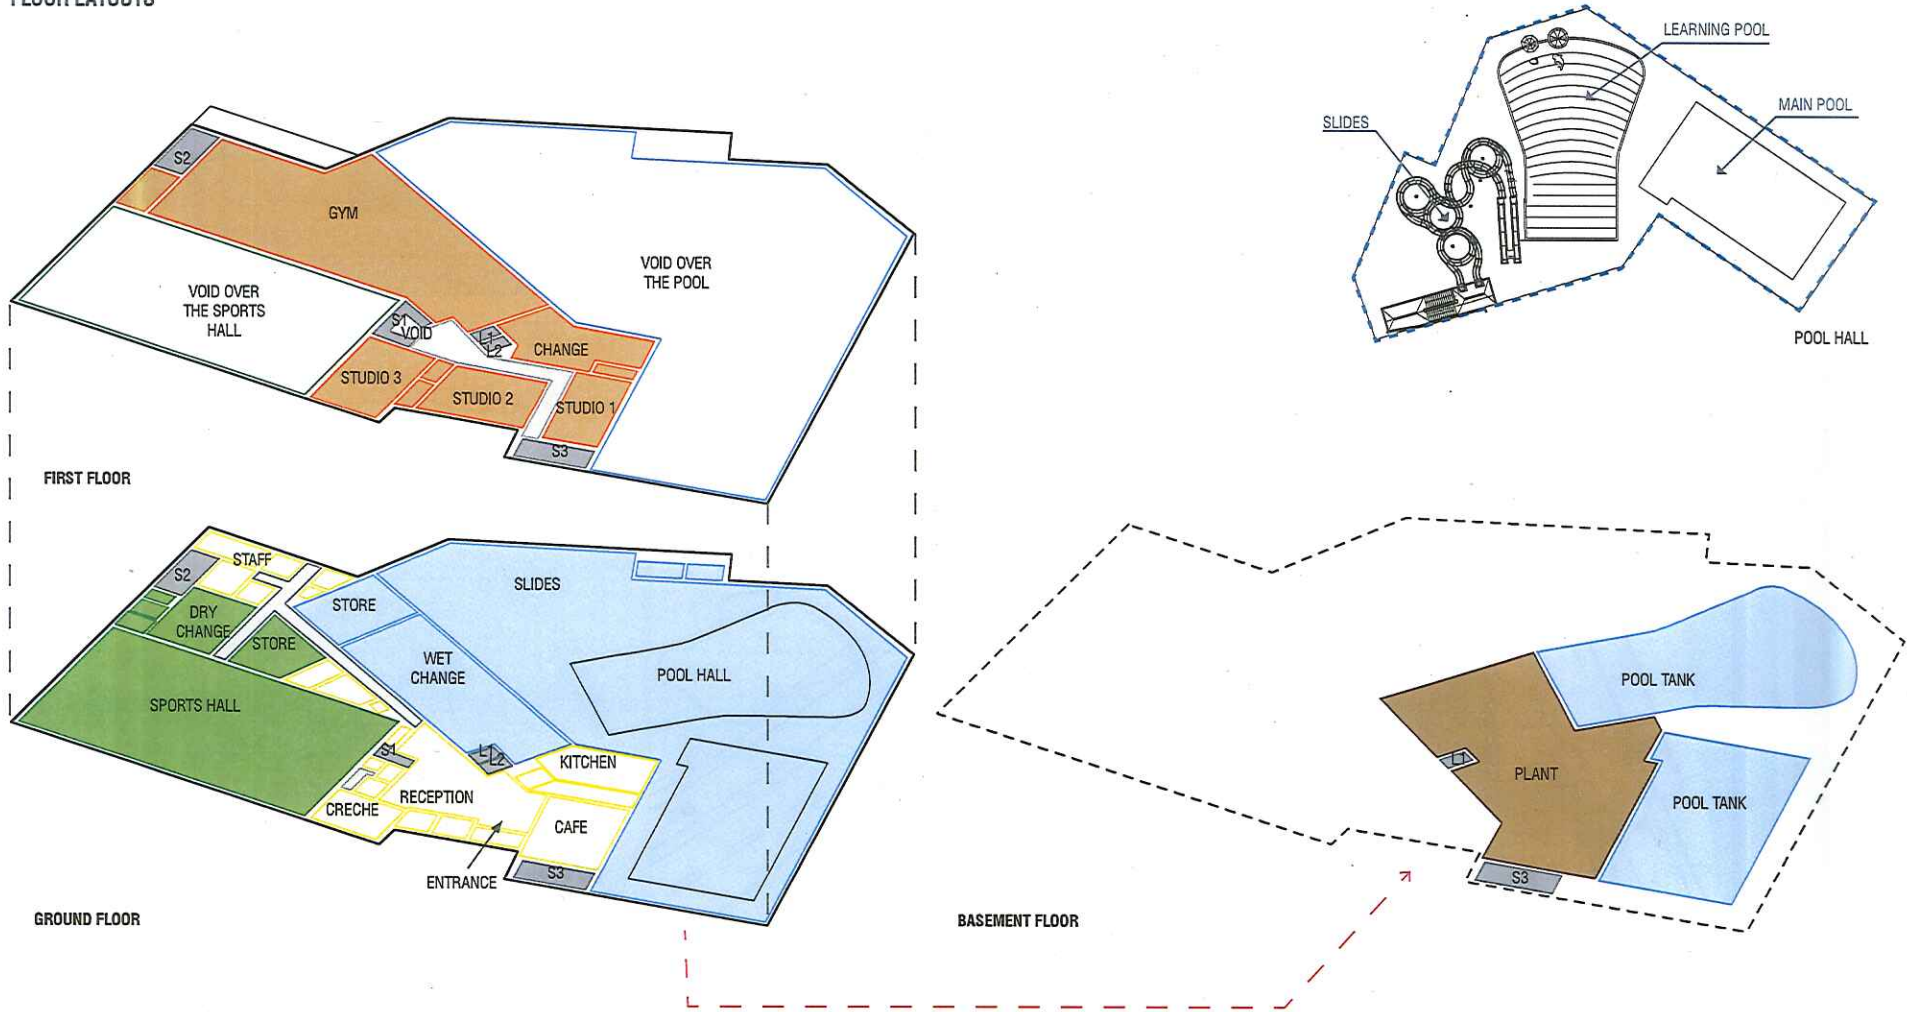 FLOOR LAYOUTS
LEARNING POOL
MAIN POOL
SLIDES
POOL HALL
S2
GYM
VOID OVER
THE POOL
VOID OVER
THE SPORTS
HALL
S1
VOID
L1
L2
CHANGE
STUDIO 3
STUDIO 2
STUDIO 1
S3
FIRST FLOOR
STAFF
S2
SLIDES
STORE
DRY
CHANGE
STORE
WET
CHANGE
POOL HALL
SPORTS HALL
S1
L1
L2
KITCHEN
RECEPTION
CRECHE
CAFE
ENTRANCE
S3
GROUND FLOOR
POOL TANK
L1
PLANT
POOL TANK
S3
BASEMENT FLOOR